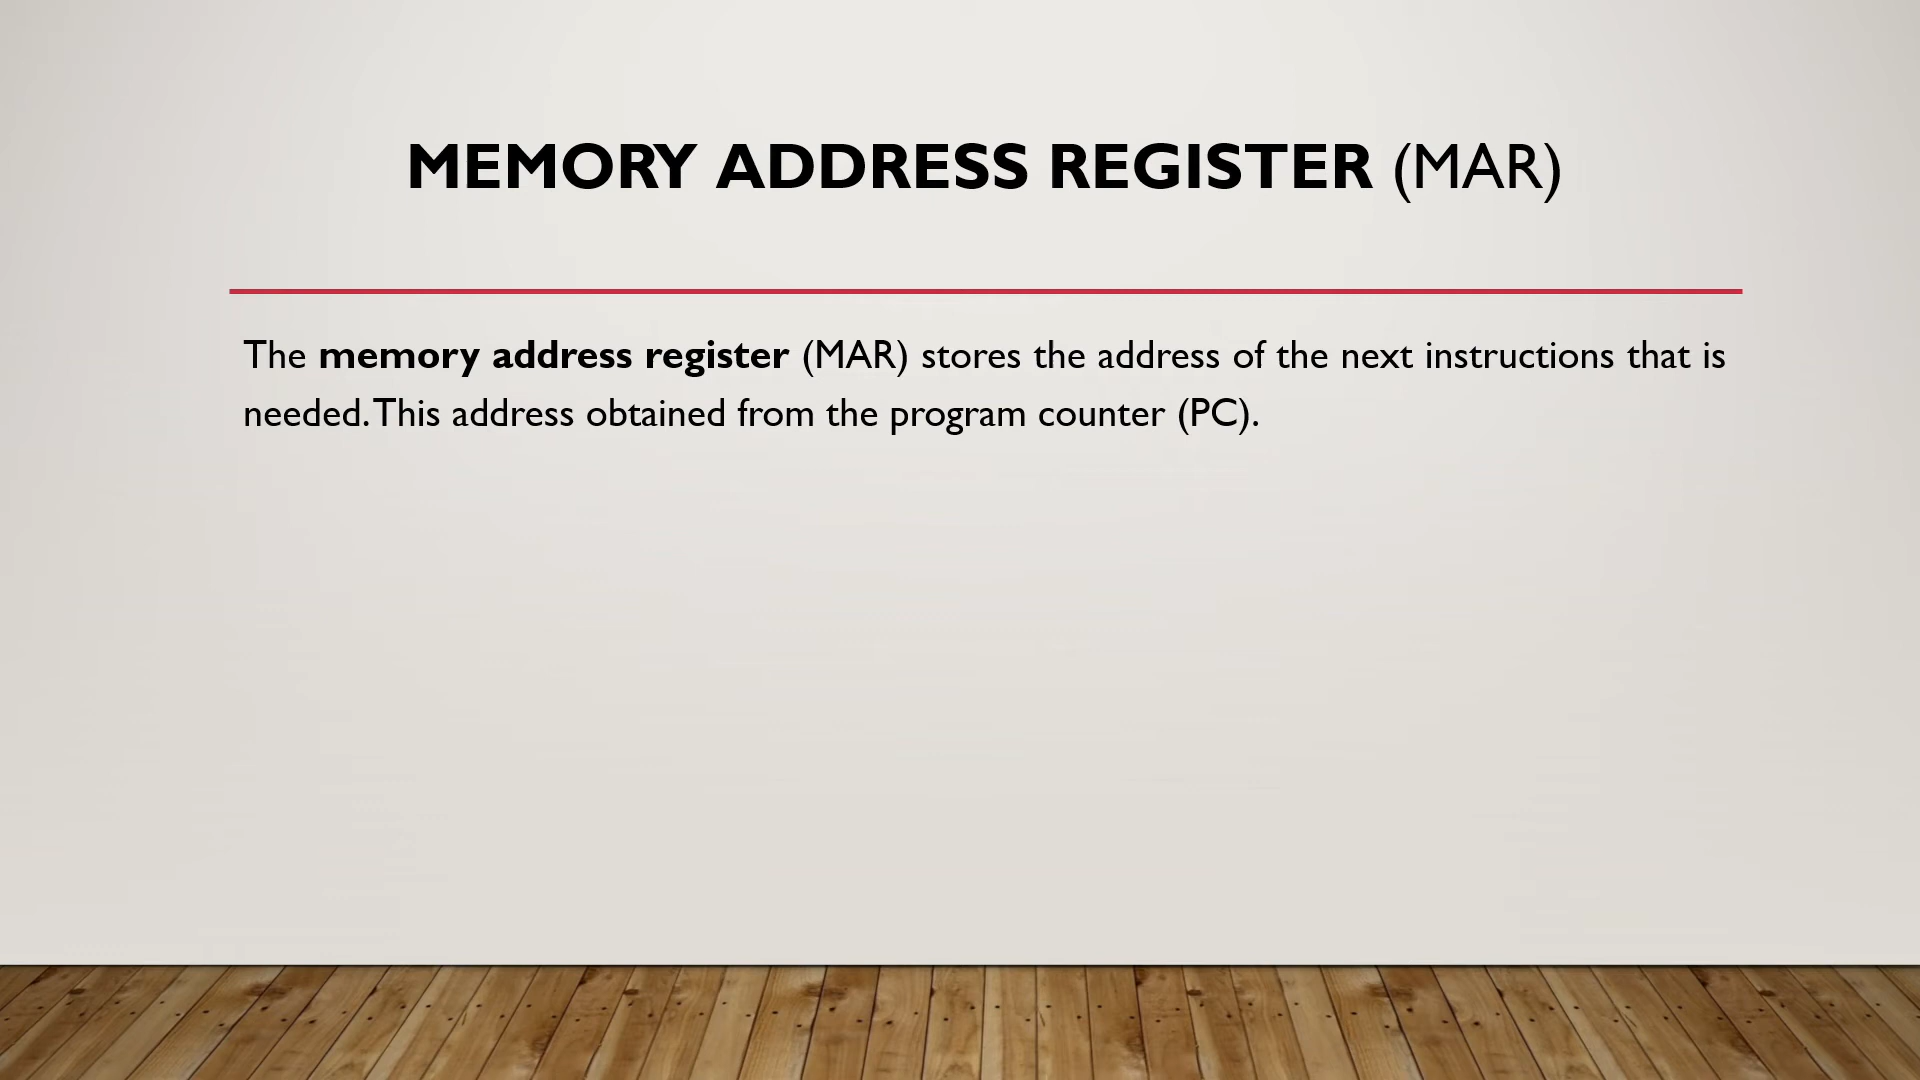 MEMORY ADDRESS REGISTER (MAR)
The memory address register (MAR) stores the address of the next instructions that is
needed. This address obtained from the program counter (PC).